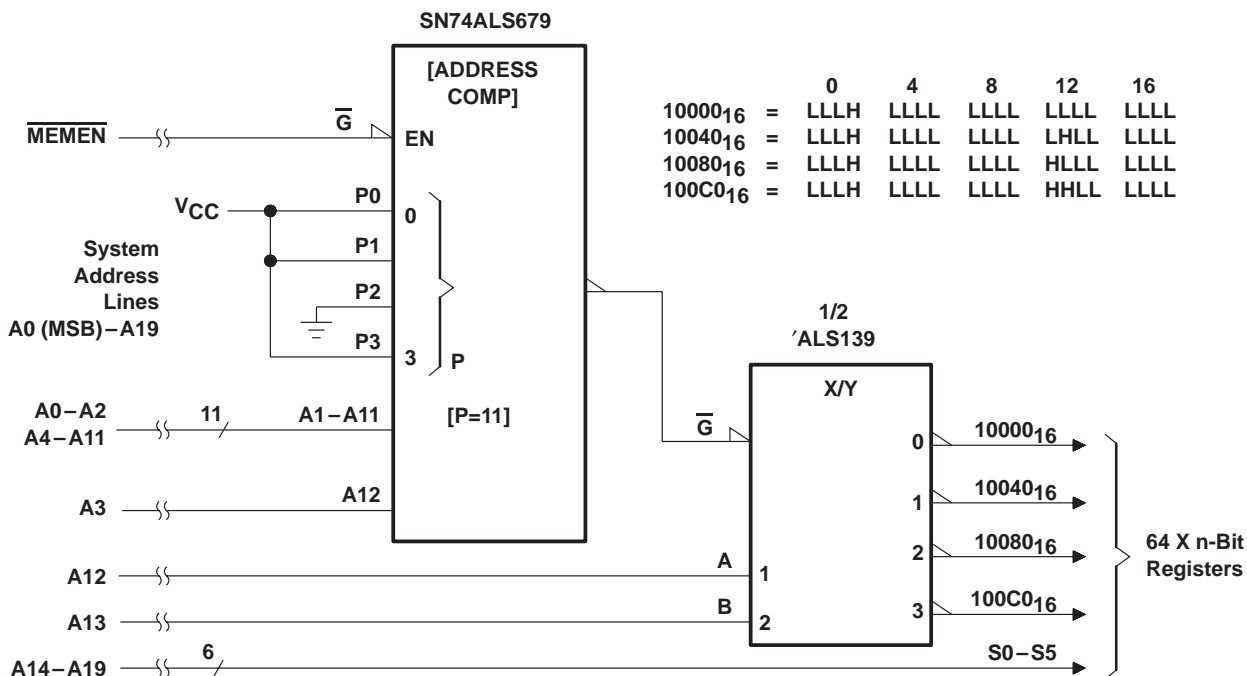 SN74ALS679
[ADDRESS
COMP]
0 4 8 12 16
10000₁₆ = LLLH LLLL LLLL LLLL LLLL
10040₁₆ = LLLH LLLL LLLL LHLL LLLL
10080₁₆ = LLLH LLLL LLLL HLLL LLLL
100C0₁₆ = LLLH LLLL LLLL HHLL LLLL
MEMEN
G
EN
VCC
P0
0
P1
P2
P3
3
P
System
Address
Lines
A0 (MSB)–A19
1/2
′ALS139
X/Y
A0–A2
A4–A11
11
A1–A11
[P=11]
G
0
10000₁₆
A3
A12
1
10040₁₆
2
10080₁₆
64 X n-Bit
Registers
A12
A
1
A13
B
2
3
100C0₁₆
A14–A19
6
S0–S5